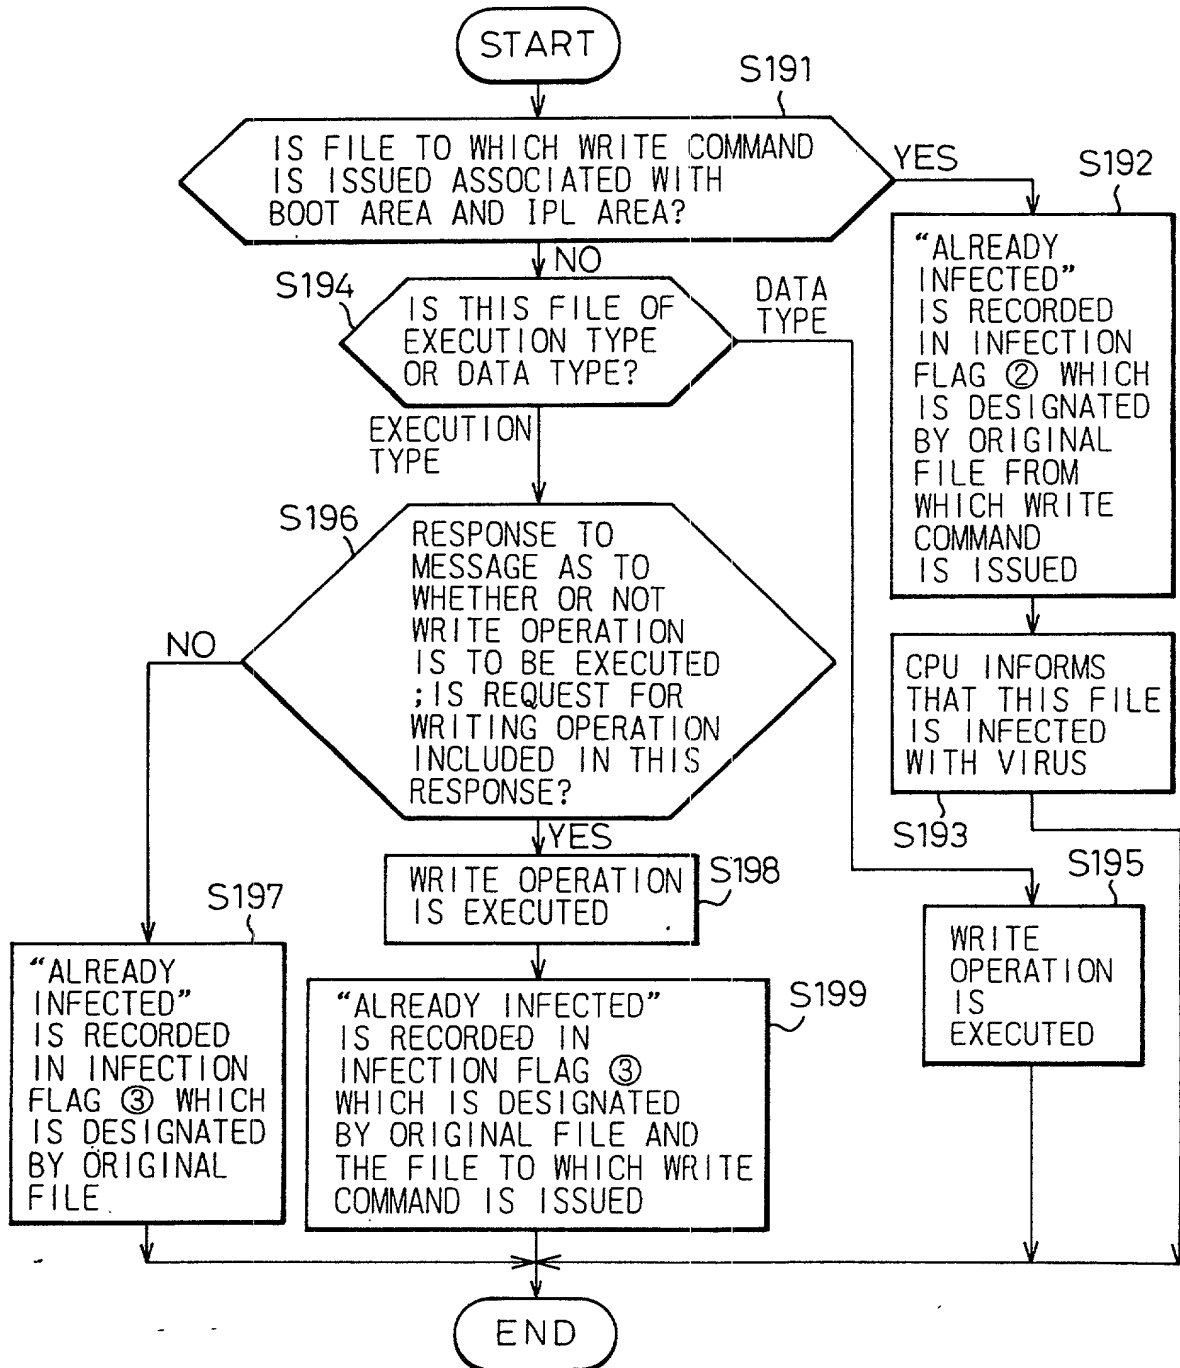 START
S191
IS FILE TO WHICH WRITE COMMAND
IS ISSUED ASSOCIATED WITH
BOOT AREA AND IPL AREA?
YES
S192
"ALREADY
INFECTED"
IS RECORDED
IN INFECTION
FLAG ② WHICH
IS DESIGNATED
BY ORIGINAL
FILE FROM
WHICH WRITE
COMMAND
IS ISSUED
NO
S194
IS THIS FILE OF
EXECUTION TYPE
OR DATA TYPE?
DATA
TYPE
EXECUTION
TYPE
S196
RESPONSE TO
MESSAGE AS TO
WHETHER OR NOT
WRITE OPERATION
IS TO BE EXECUTED
;IS REQUEST FOR
WRITING OPERATION
INCLUDED IN THIS
RESPONSE?
NO
CPU INFORMS
THAT THIS FILE
IS INFECTED
WITH VIRUS
S193
YES
WRITE OPERATION
IS EXECUTED
S198
S195
WRITE
OPERATION
IS
EXECUTED
S197
"ALREADY
INFECTED"
IS RECORDED
IN INFECTION
FLAG ③ WHICH
IS DESIGNATED
BY ORIGINAL
FILE
"ALREADY INFECTED"
IS RECORDED IN
INFECTION FLAG ③
WHICH IS DESIGNATED
BY ORIGINAL FILE AND
THE FILE TO WHICH WRITE
COMMAND IS ISSUED
S199
END